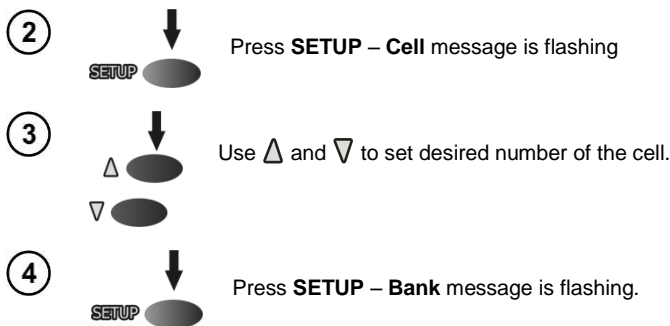 2
Press SETUP – Cell message is flashing
SETUP
3
Use △ and ▽ to set desired number of the cell.
△
▽
4
Press SETUP – Bank message is flashing.
SETUP